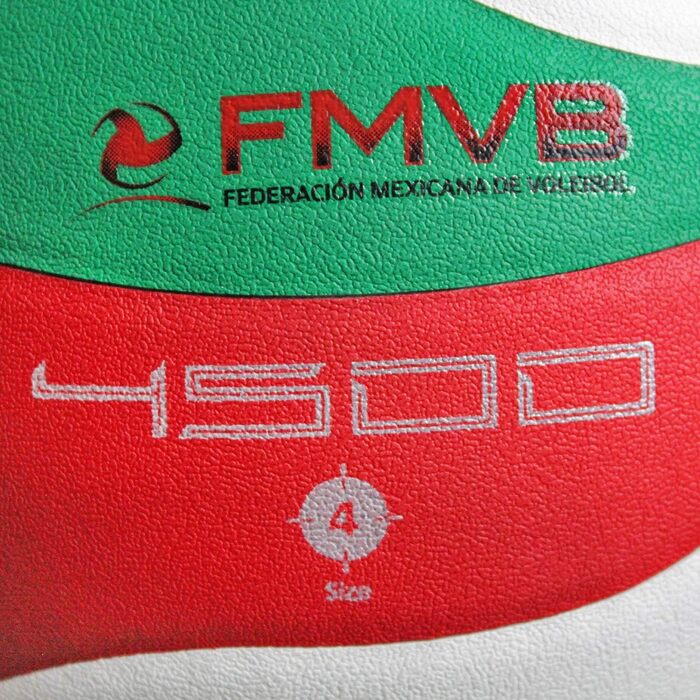 FMVB
FEDERACIÓN MEXICANA DE VOLEIBOL
4500
4
Size